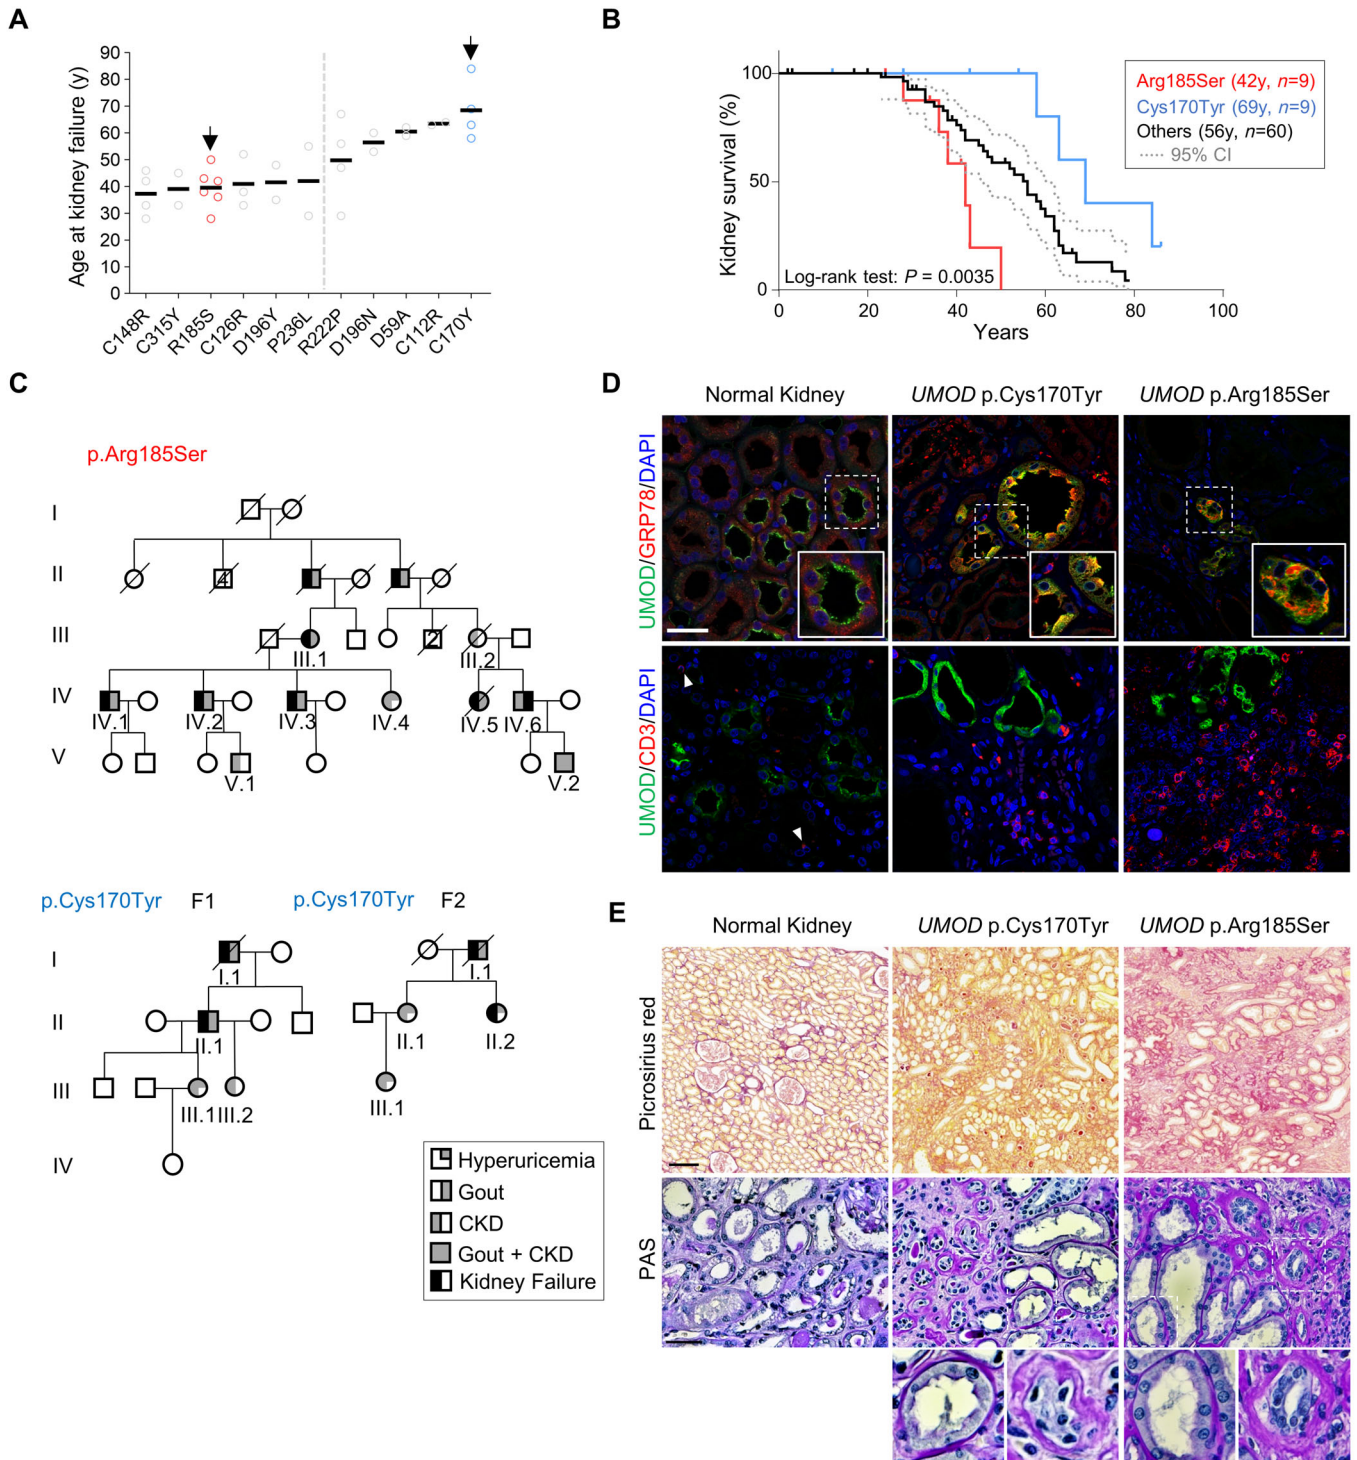 A
Age at kidney failure (y)
90
80
70
60
50
40
30
20
10
0
C148R
C315Y
R185S
C126R
D196Y
P236L
R222P
D196N
D59A
C112R
C170Y
B
Kidney survival (%)
100
50
0
Log-rank test: P = 0.0035
0 20 40 60 80 100
Years
Arg185Ser (42y, n=9)
Cys170Tyr (69y, n=9)
Others (56y, n=60)
95% CI
C
p.Arg185Ser
I
II
4
III
2
III.1
III.2
IV
IV.1
IV.2
IV.3
IV.4
IV.5
IV.6
V
V.1
V.2
p.Cys170Tyr F1
I
I.1
II
II.1
III
III.1
III.2
IV
p.Cys170Tyr F2
I.1
II.1
II.2
III.1
Hyperuricemia
Gout
CKD
Gout + CKD
Kidney Failure
D
Normal Kidney
UMOD p.Cys170Tyr
UMOD p.Arg185Ser
UMOD/GRP78/DAPI
UMOD/CD3/DAPI
E
Normal Kidney
UMOD p.Cys170Tyr
UMOD p.Arg185Ser
Picrosirius red
PAS